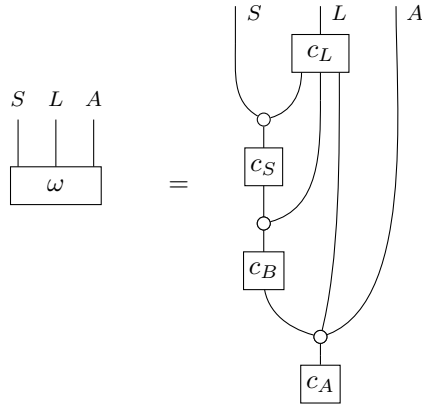 S L A
c_L
S L A
c_S
ω = c_B
c_A